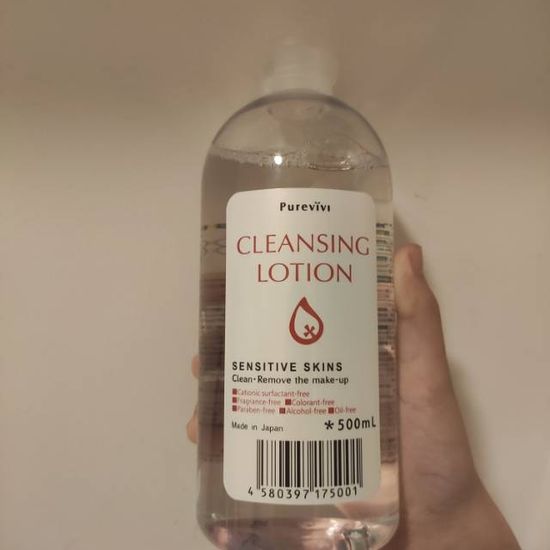 Purevivi
CLEANSING
LOTION
SENSITIVE SKINS
Clean・Remove the make-up
■Cationic surfactant-free
■Fragrance-free ■Colorant-free
■Paraben-free ■Alcohol-free ■Oil-free
Made in Japan *500mL
4 580397 175001